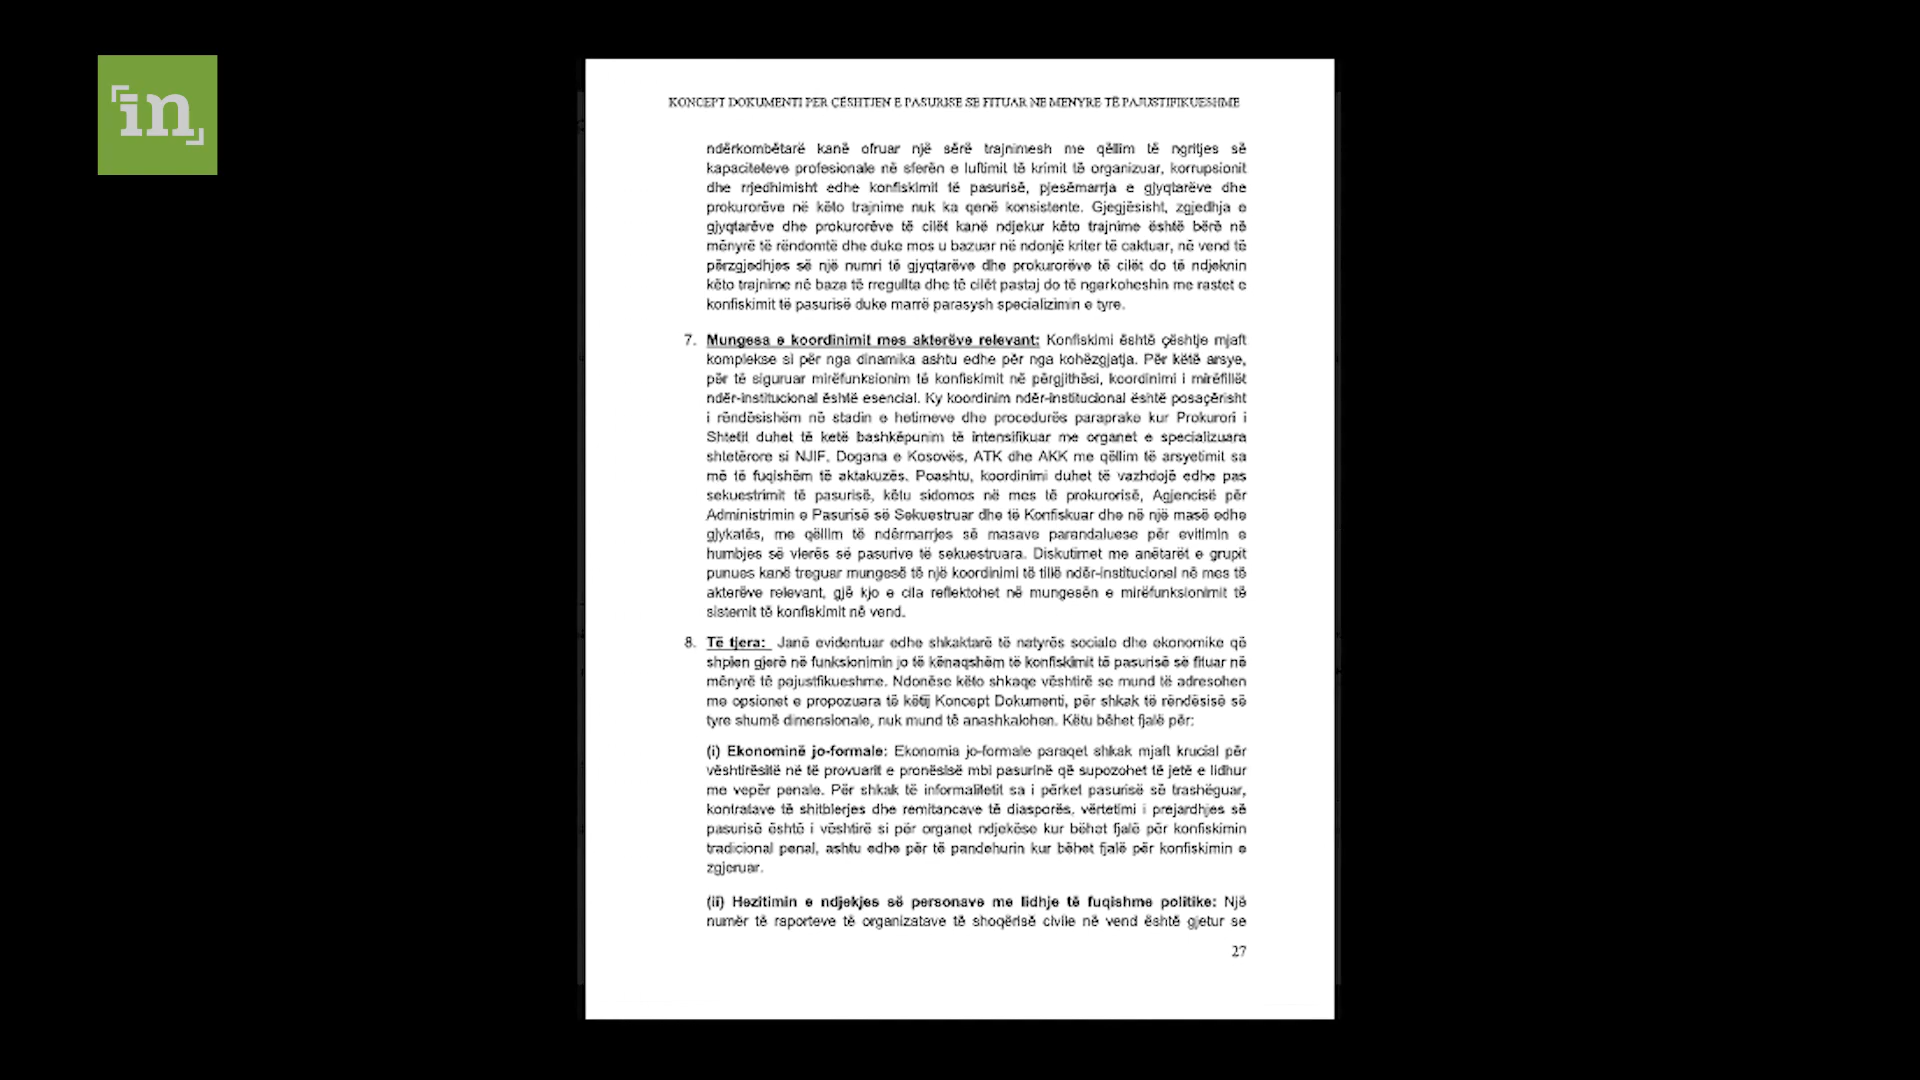 in
KONCEPT DOKUMENTI PER ÇËSHTJEN E PASURISE SE FITUAR NE MENYRE TË PAJUSTIFIKUESHME
ndërkombëtarë kanë ofruar një sërë trajnimesh me qëllim të ngritjes së
kapaciteteve profesionale në sferën e luftimit të krimit të organizuar, korrupsionit
dhe rrjedhimisht edhe konfiskimit të pasurisë, pjesëmarrja e gjyqtarëve dhe
prokurorëve në këto trajnime nuk ka qenë konsistente. Gjegjësisht, zgjedhja e
gjyqtarëve dhe prokurorëve të cilët kanë ndjekur këto trajnime është bërë në
mënyrë të rëndomtë dhe duke mos u bazuar në ndonjë kriter të caktuar, në vend të
përzgjedhjes së një numri të gjyqtarëve dhe prokurorëve të cilët do të ndjeknin
këto trajnime në baza të rregullta dhe të cilët pastaj do të ngarkoheshin me rastet e
konfiskimit të pasurisë duke marrë parasysh specializimin e tyre.
7. Mungesa e koordinimit mes akterëve relevant: Konfiskimi është çështje mjaft
komplekse si për nga dinamika ashtu edhe për nga kohëzgjatja. Për këtë arsye,
për të siguruar mirëfunksionim të konfiskimit në përgjithësi, koordinimi i mirëfilltë
ndër-institucional është esencial. Ky koordinim ndër-institucional është posaçërisht
i rëndësishëm në stadin e hetimeve dhe procedurës paraprake kur Prokurori i
Shtetit duhet të ketë bashkëpunim të intensifikuar me organet e specializuara
shtetërore si NJIF, Dogana e Kosovës, ATK dhe AKK me qëllim të arsyetimit sa
më të fuqishëm të aktakuzës. Poashtu, koordinimi duhet të vazhdojë edhe pas
sekuestrimit të pasurisë, këtu sidomos në mes të prokurorisë, Agjencisë për
Administrimin e Pasurisë së Sekuestruar dhe të Konfiskuar dhe në një masë edhe
gjykatës, me qëllim të ndërmarrjes së masave parandaluese për evitimin e
humbjes së vlerës së pasurive të sekuestruara. Diskutimet me anëtarët e grupit
punues kanë treguar mungesë të një koordinimi të tillë ndër-institucional në mes të
akterëve relevant, gjë kjo e cila reflektohet në mungesën e mirëfunksionimit të
sistemit të konfiskimit në vend.
8. Të tjera: Janë evidentuar edhe shkaktarë të natyrës sociale dhe ekonomike që
shpien gjerë në funksionimin jo të kënaqshëm të konfiskimit të pasurisë së fituar në
mënyrë të pajustfikueshme. Ndonëse këto shkaqe vështirë se mund të adresohen
me opsionet e propozuara të këtij Koncept Dokumenti, për shkak të rëndësisë së
tyre shumë dimensionale, nuk mund të anashkalohen. Këtu bëhet fjalë për:
(i) Ekonominë jo-formale: Ekonomia jo-formale paraqet shkak mjaft krucial për
vështirësitë në të provuarit e pronësisë mbi pasurinë që supozohet të jetë e lidhur
me vepër penale. Për shkak të informalitetit sa i përket pasurisë së trashëguar,
kontratave të shitblerjes dhe remitancave të diasporës, vërtetimi i prejardhjes së
pasurisë është i vështirë si për organet ndjekëse kur bëhet fjalë për konfiskimin
tradicional penal, ashtu edhe për të pandehurin kur bëhet fjalë për konfiskimin e
zgjeruar.
(ii) Hezitimin e ndjekjes së personave me lidhje të fuqishme politike: Një
numër të raporteve të organizatave të shoqërisë civile në vend është gjetur se
27